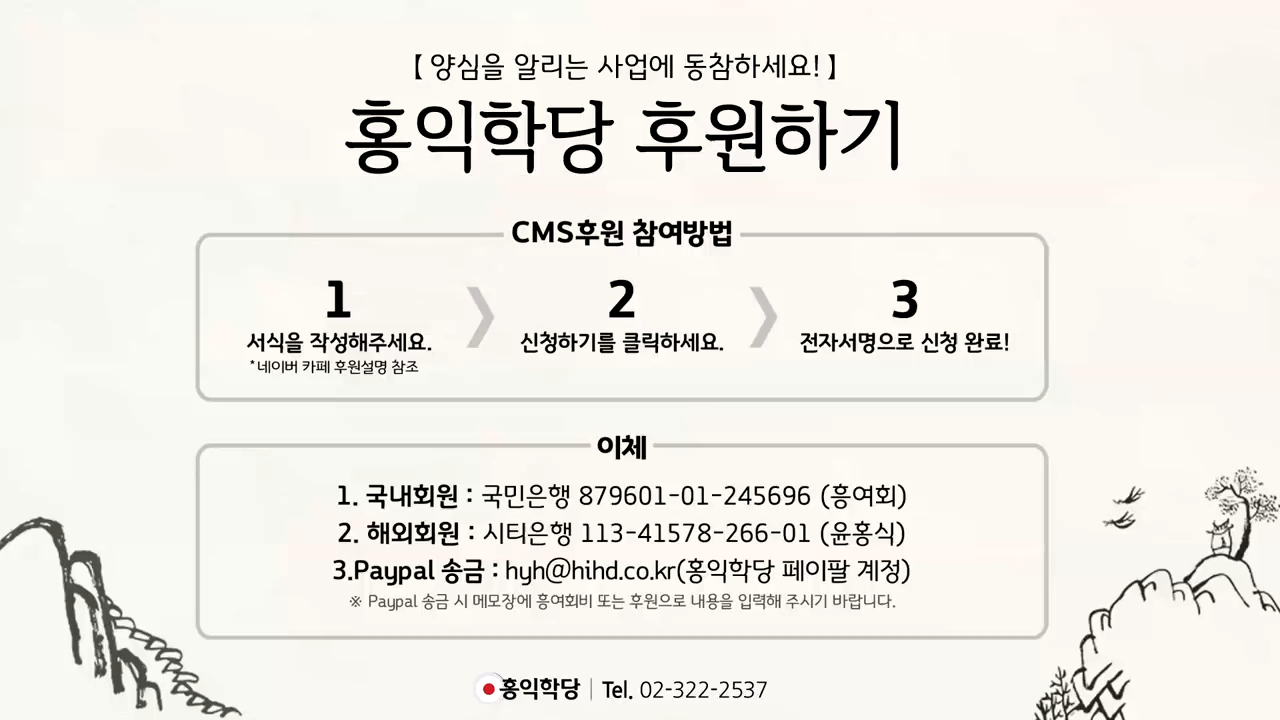 【 양심을 알리는 사업에 동참하세요! 】
홍익학당 후원하기
CMS후원 참여방법
1
서식을 작성해주세요.
*네이버 카페 후원설명 참조
2
신청하기를 클릭하세요.
3
전자서명으로 신청 완료!
이체
1. 국내회원 : 국민은행 879601-01-245696 (흥여회)
2. 해외회원 : 시티은행 113-41578-266-01 (윤홍식)
3.Paypal 송금 : hyh@hihd.co.kr(홍익학당 페이팔 계정)
※ Paypal 송금 시 메모장에 흥여회비 또는 후원으로 내용을 입력해 주시기 바랍니다.
홍익학당 | Tel. 02-322-2537